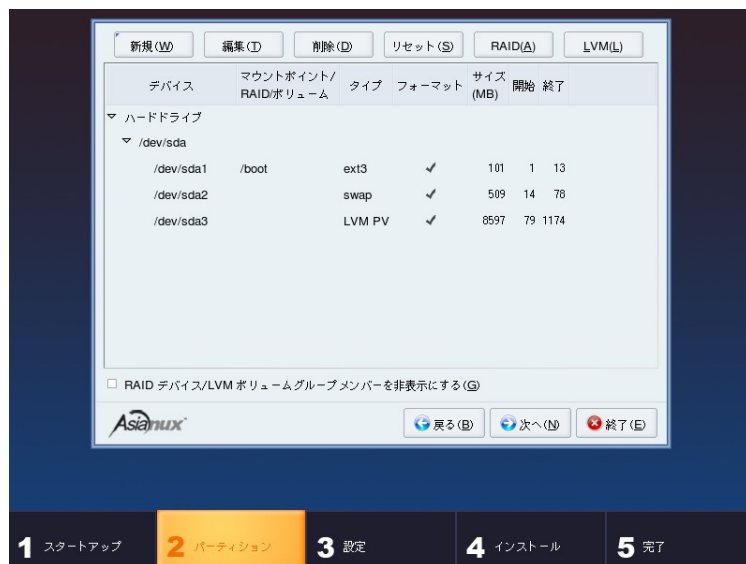 新規(W) 編集(T) 削除(D) リセット(S) RAID(A) LVM(L)
デバイス マウントポイント/RAID/ボリューム タイプ フォーマット サイズ(MB) 開始 終了
ハードドライブ
/dev/sda
/dev/sda1 /boot ext3 ✓ 101 1 13
/dev/sda2 swap ✓ 509 14 78
/dev/sda3 LVM PV ✓ 8597 79 1174
RAID デバイス/LVM ボリュームグループメンバーを非表示にする(G)
Asianux 戻る(B) 次へ(N) 終了(E)
1 スタートアップ 2 パーティション 3 設定 4 インストール 5 完了